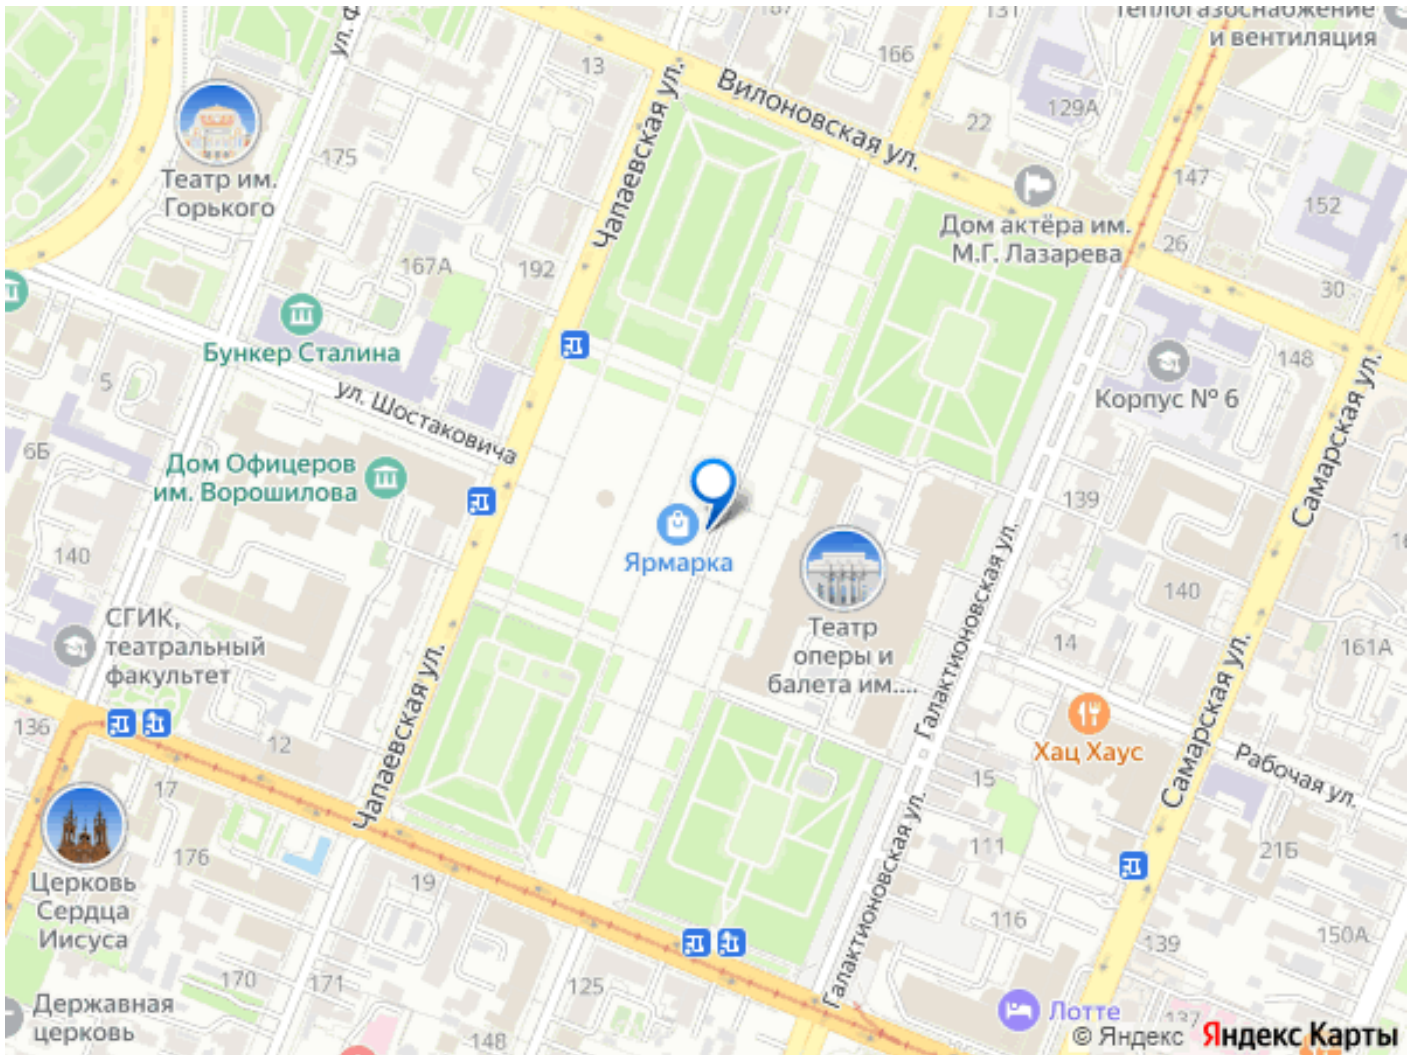 131
Теплогазоснабжение
и вентиляция
166
13
Вилоновская ул.
129А
22
175
Театр им.
Горького
Чапаевская ул.
147
152
Дом актёра им.
М.Г. Лазарева
26
167А
192
30
Бункер Сталина
148
5
ул. Шостаковича
Корпус № 6
Самарская ул.
6Б
Дом Офицеров
им. Ворошилова
139
140
Ярмарка
Галактионовская ул.
140
СГИК,
театральный
факультет
Театр
оперы и
балета им....
14
161А
136
12
Чапаевская ул.
Хац Хаус
Самарская ул.
Рабочая ул.
17
15
176
19
Галактионовская ул.
111
21Б
Церковь
Сердца
Иисуса
116
139
150А
170
171
125
Державная
церковь
148
Лотте
137
© Яндекс Яндекс Карты